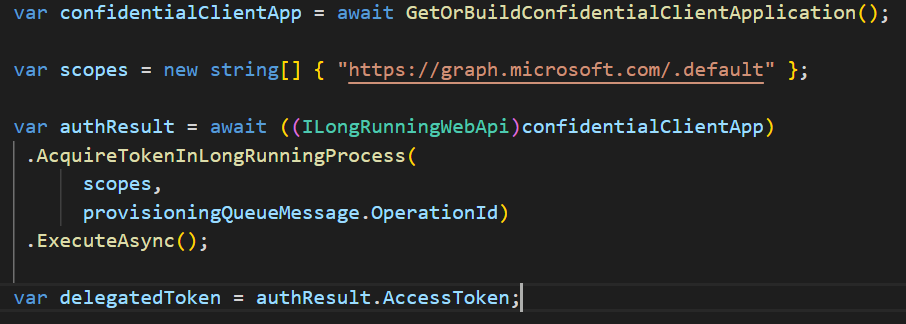 var confidentialClientApp = await GetOrBuildConfidentialClientApplication();
var scopes = new string[] { "https://graph.microsoft.com/.default" };
var authResult = await ((ILongRunningWebApi)confidentialClientApp)
.AcquireTokenInLongRunningProcess(
scopes,
provisioningQueueMessage.OperationId)
.ExecuteAsync();
var delegatedToken = authResult.AccessToken;